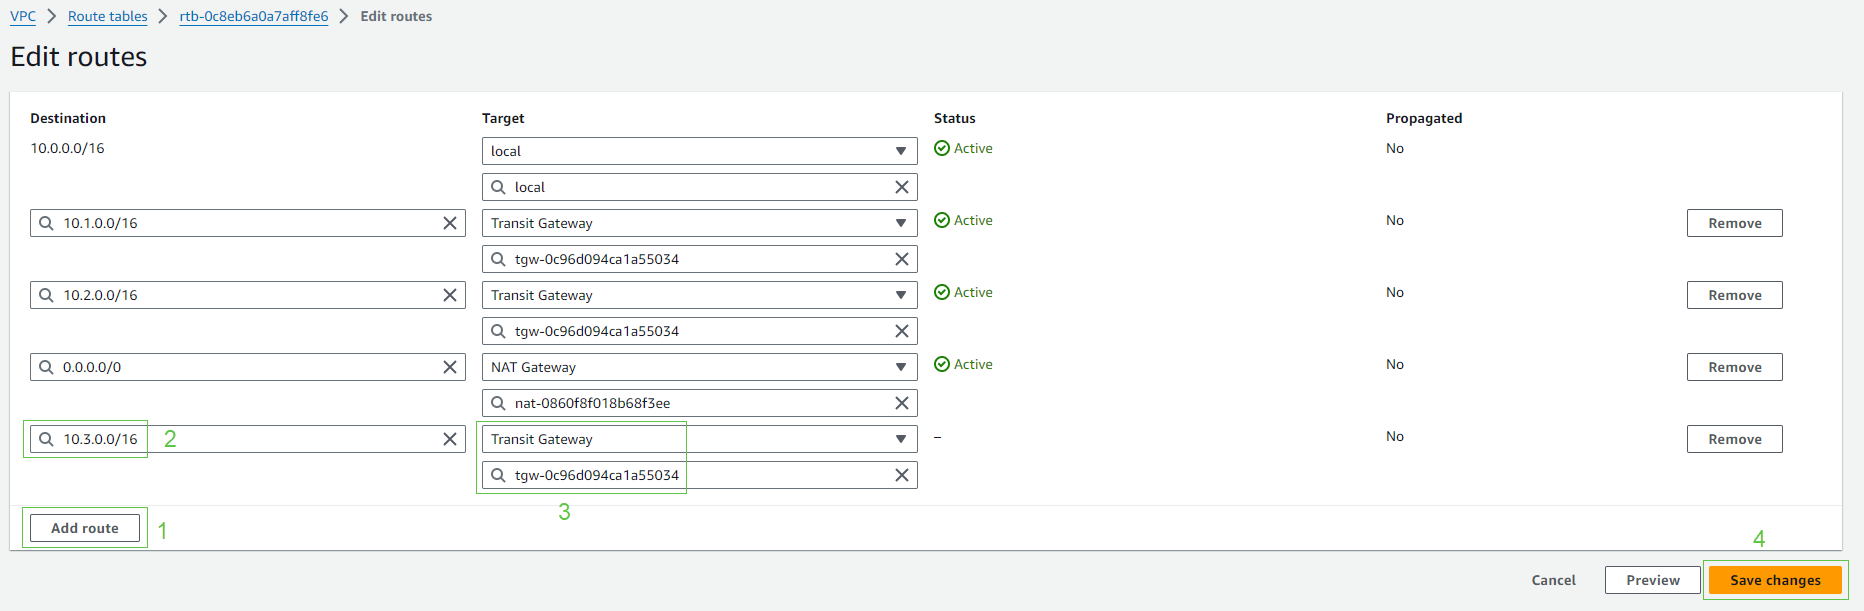 VPC > Route tables > rtb-0c8eb6a0a7aff8fe6 > Edit routes
Edit routes
Destination Target Status Propagated
10.0.0.0/16 local Active No
local
10.1.0.0/16 Transit Gateway Active No Remove
tgw-0c96d094ca1a55034
10.2.0.0/16 Transit Gateway Active No Remove
tgw-0c96d094ca1a55034
0.0.0.0/0 NAT Gateway Active No Remove
nat-0860f8f018b68f3ee
10.3.0.0/16 2 Transit Gateway – No Remove
tgw-0c96d094ca1a55034
3
Add route 1
4
Cancel Preview Save changes